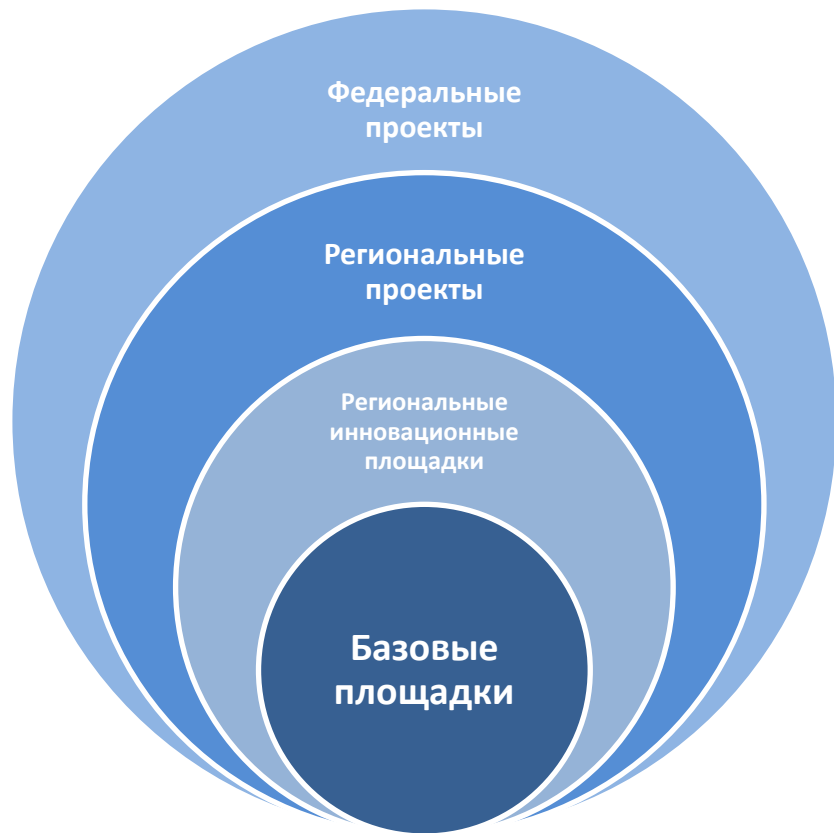 Федеральные
проекты
Региональные
проекты
Региональные
инновационные
площадки
Базовые
площадки